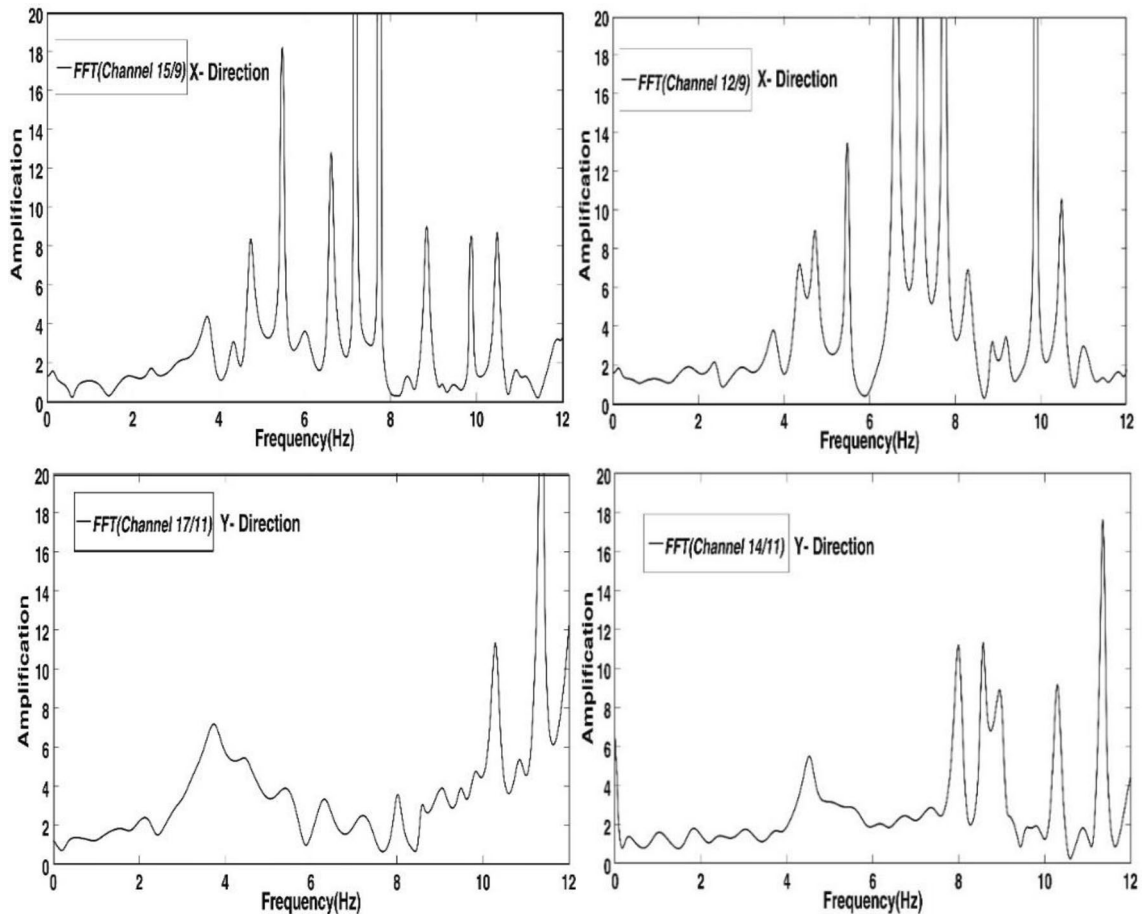 20
18
16
14
12
10
8
6
4
2
0
Amplification
FFT(Channel 15/9) X- Direction
0 2 4 6 8 10 12
Frequency(Hz)
20
18
16
14
12
10
8
6
4
2
0
Amplification
FFT(Channel 12/9) X- Direction
0 2 4 6 8 10 12
Frequency(Hz)
20
18
16
14
12
10
8
6
4
2
0
Amplification
FFT(Channel 17/11) Y- Direction
0 2 4 6 8 10 12
Frequency(Hz)
20
18
16
14
12
10
8
6
4
2
0
Amplification
FFT(Channel 14/11) Y- Direction
0 2 4 6 8 10 12
Frequency(Hz)